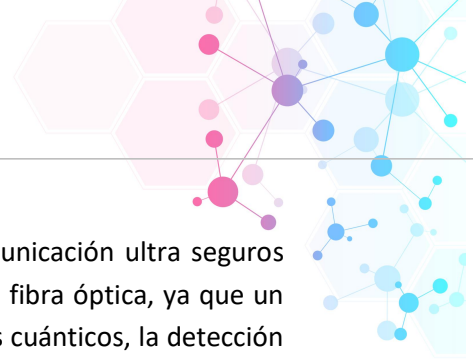 unicación ultra seguros
fibra óptica, ya que un
s cuánticos, la detección